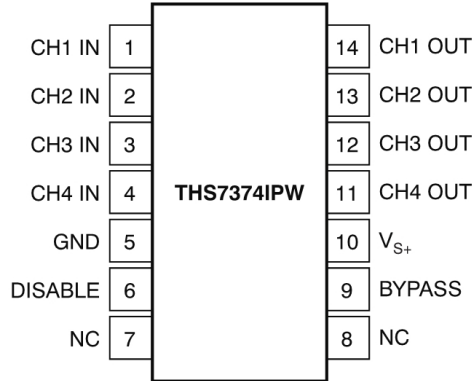 CH1 IN 1 14 CH1 OUT
CH2 IN 2 13 CH2 OUT
CH3 IN 3 12 CH3 OUT
CH4 IN 4 THS7374IPW 11 CH4 OUT
GND 5 10 VS+
DISABLE 6 9 BYPASS
NC 7 8 NC